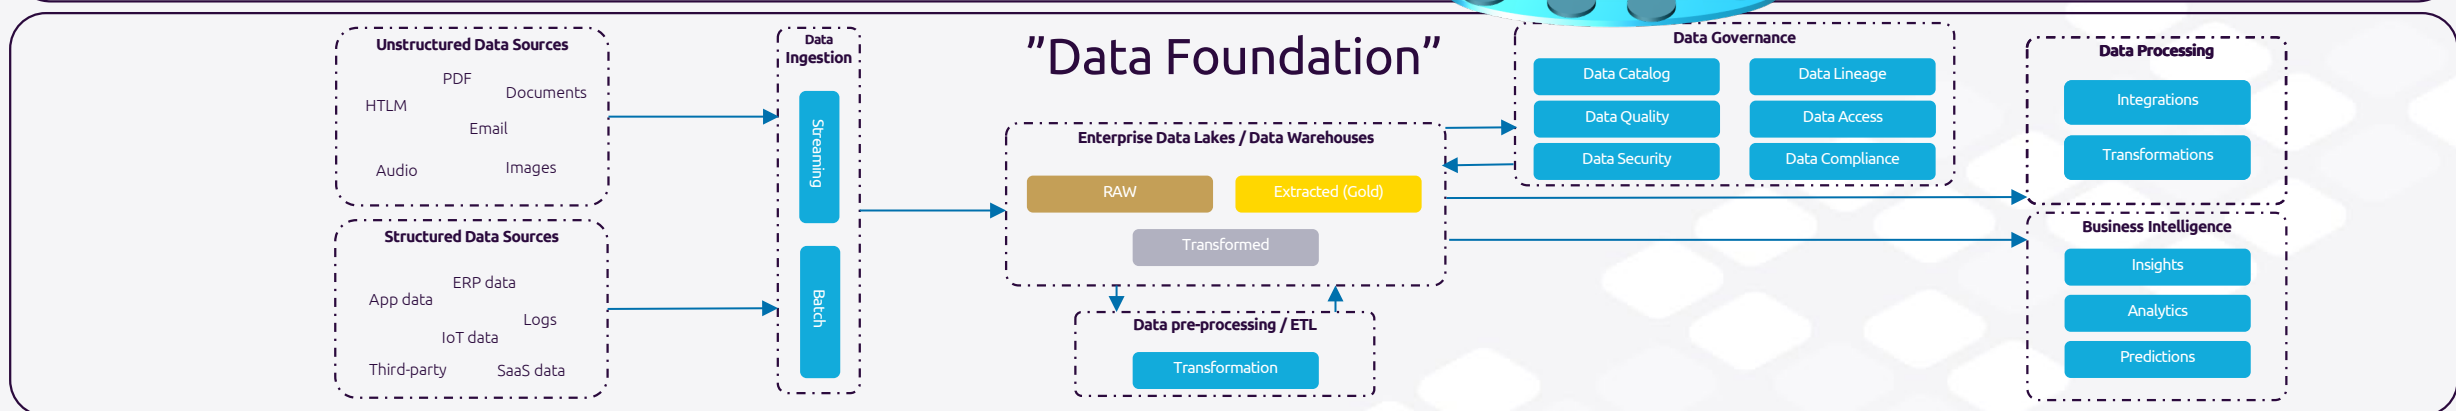 Unstructured Data Sources
PDF
Documents
HTLM
Email
Audio
Images
Structured Data Sources
ERP data
App data
Logs
IoT data
Third-party
SaaS data
Data
Ingestion
Streaming
Batch
”Data Foundation”
Enterprise Data Lakes / Data Warehouses
RAW
Extracted (Gold)
Transformed
Data pre-processing / ETL
Transformation
Data Governance
Data Catalog
Data Lineage
Data Quality
Data Access
Data Security
Data Compliance
Data Processing
Integrations
Transformations
Business Intelligence
Insights
Analytics
Predictions